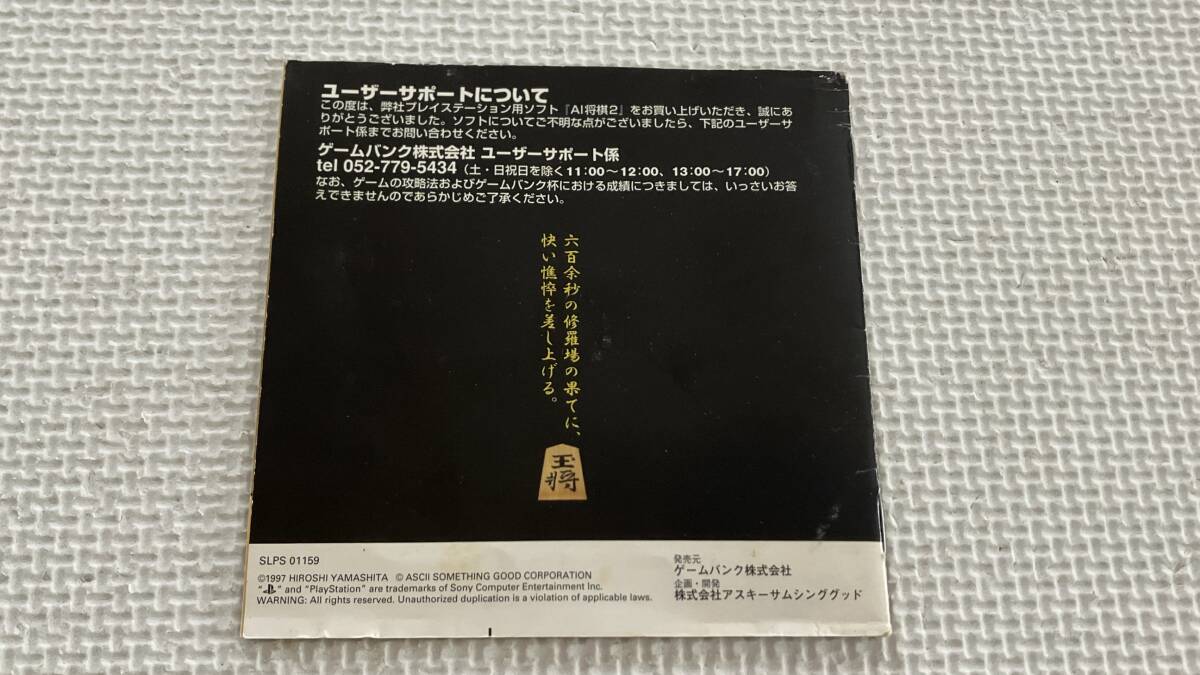 ユーザーサポートについて
この度は、弊社プレイステーション用ソフト『AI将棋2』をお買い上げいただき、誠にあ
りがとうございました。ソフトについてご不明な点がございましたら、下記のユーザーサ
ポート係までお問い合わせください。
ゲームバンク株式会社 ユーザーサポート係
tel 052-779-5434（土・日祝日を除く11:00〜12:00、13:00〜17:00）
なお、ゲームの攻略法およびゲームバンク杯における成績につきましては、いっさいお答
えできませんのであらかじめご了承ください。
六百余秒の修羅場の果てに、
快い憔悴を差し上げる。
玉将
SLPS 01159
©1997 HIROSHI YAMASHITA © ASCII SOMETHING GOOD CORPORATION
" " and "PlayStation" are trademarks of Sony Computer Entertainment Inc.
WARNING: All rights reserved. Unauthorized duplication is a violation of applicable laws.
発売元
ゲームバンク株式会社
企画・開発
株式会社アスキーサムシンググッド